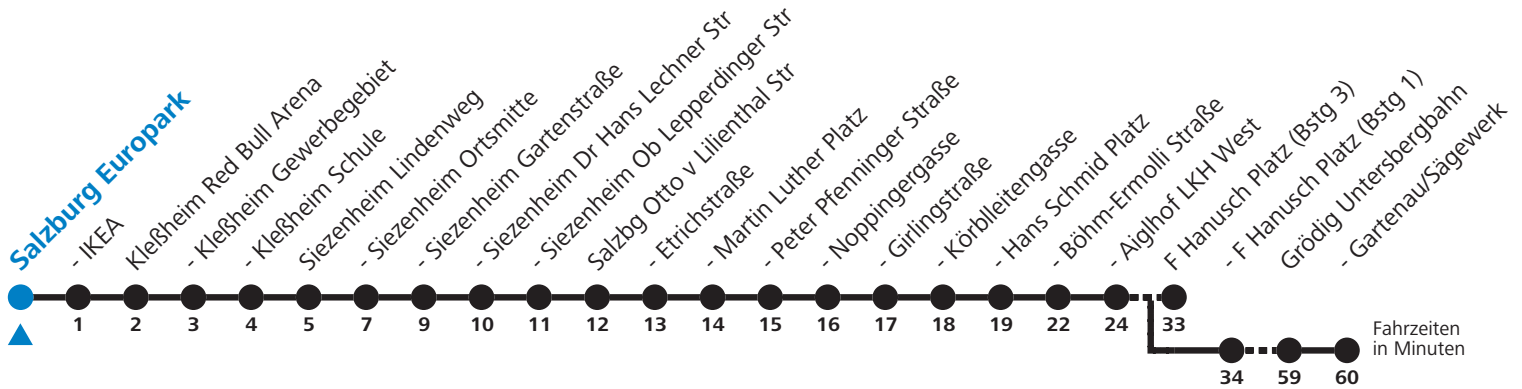 Salzburg Europark
- IKEA
Kleßheim Red Bull Arena
- Kleßheim Gewerbegebiet
- Kleßheim Schule
Siezenheim Lindenweg
- Siezenheim Ortsmitte
- Siezenheim Gartenstraße
- Siezenheim Dr Hans Lechner Str
- Siezenheim Ob Lepperdinger Str
Salzbg Otto v Lilienthal Str
- Etrichstraße
- Martin Luther Platz
- Peter Pfenninger Straße
- Noppingergasse
- Girlingstraße
- Körblleitengasse
- Hans Schmid Platz
- Böhm-Ermolli Straße
- Aiglhof LKH West
F Hanusch Platz (Bstg 3)
- F Hanusch Platz (Bstg 1)
Grödig Untersbergbahn
- Gartenau/Sägewerk
1 2 3 4 5 7 9 10 11 12 13 14 15 16 17 18 19 22 24 33
Fahrzeiten
in Minuten
34 59 60